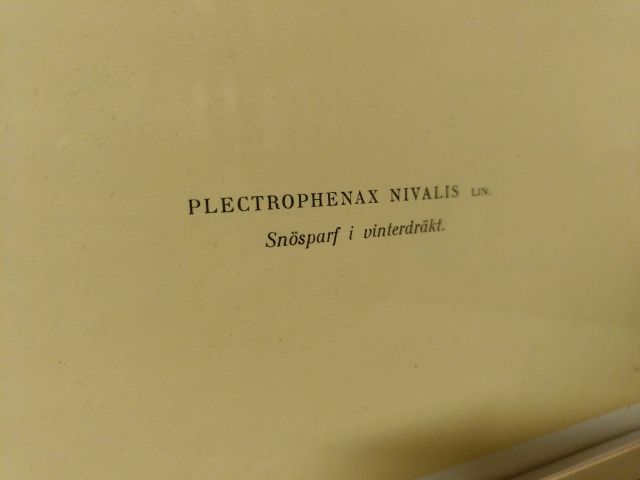 PLECTROPHENAX NIVALIS LIN.
Snösparf i vinterdräkt.